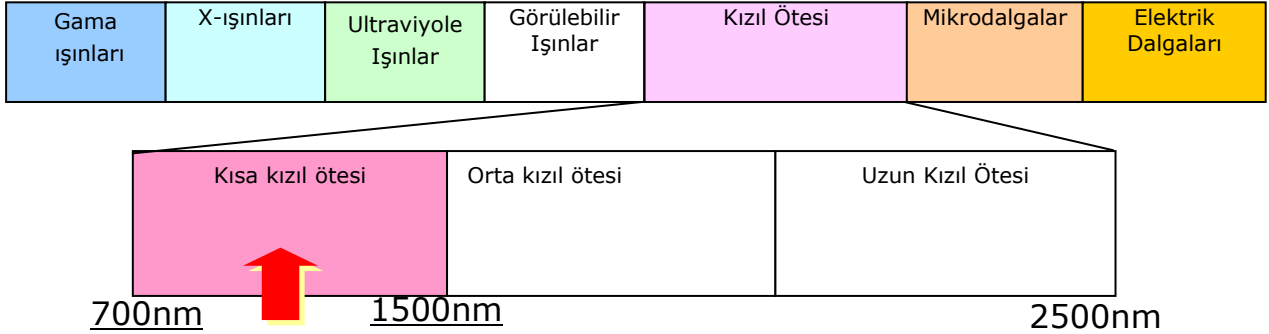 Gama
ışınları
X-ışınları
Ultraviyole
Işınlar
Görülebilir
Işınlar
Kızıl Ötesi
Mikrodalgalar
Elektrik
Dalgaları
Kısa kızıl ötesi
Orta kızıl ötesi
Uzun Kızıl Ötesi
700nm
1500nm
2500nm